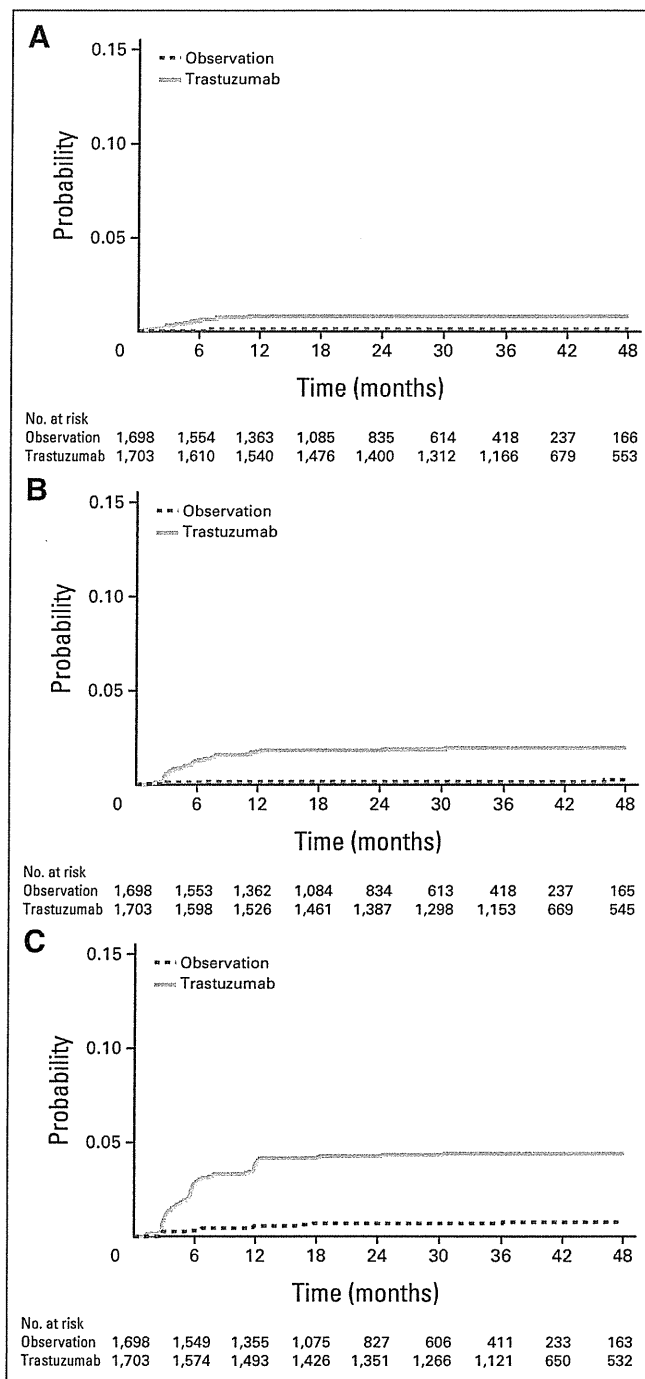 A
0.15
Observation
Trastuzumab
0.10
Probability
0.05
0 6 12 18 24 30 36 42 48
Time (months)
No. at risk
Observation 1,698 1,554 1,363 1,085 835 614 418 237 166
Trastuzumab 1,703 1,610 1,540 1,476 1,400 1,312 1,166 679 553
B
0.15
Observation
Trastuzumab
0.10
Probability
0.05
0 6 12 18 24 30 36 42 48
Time (months)
No. at risk
Observation 1,698 1,553 1,362 1,084 834 613 418 237 165
Trastuzumab 1,703 1,598 1,526 1,461 1,387 1,298 1,153 669 545
C
0.15
Observation
Trastuzumab
0.10
Probability
0.05
0 6 12 18 24 30 36 42 48
Time (months)
No. at risk
Observation 1,698 1,549 1,355 1,075 827 606 411 233 163
Trastuzumab 1,703 1,574 1,493 1,426 1,351 1,266 1,121 650 532